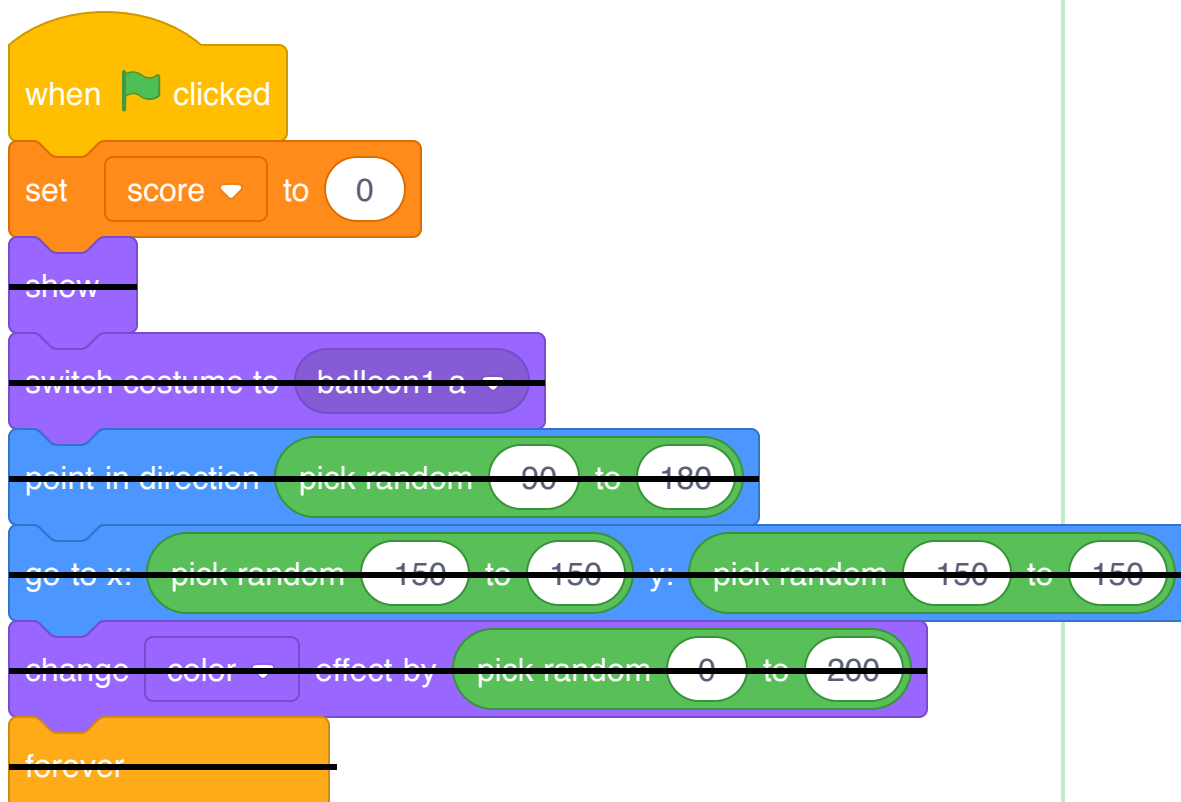 when clicked
set score to 0
show
switch costume to balloon1-a
point in direction pick random -90 to 180
go to x: pick random -150 to 150 y: pick random -150 to 150
change color effect by pick random 0 to 200
forever